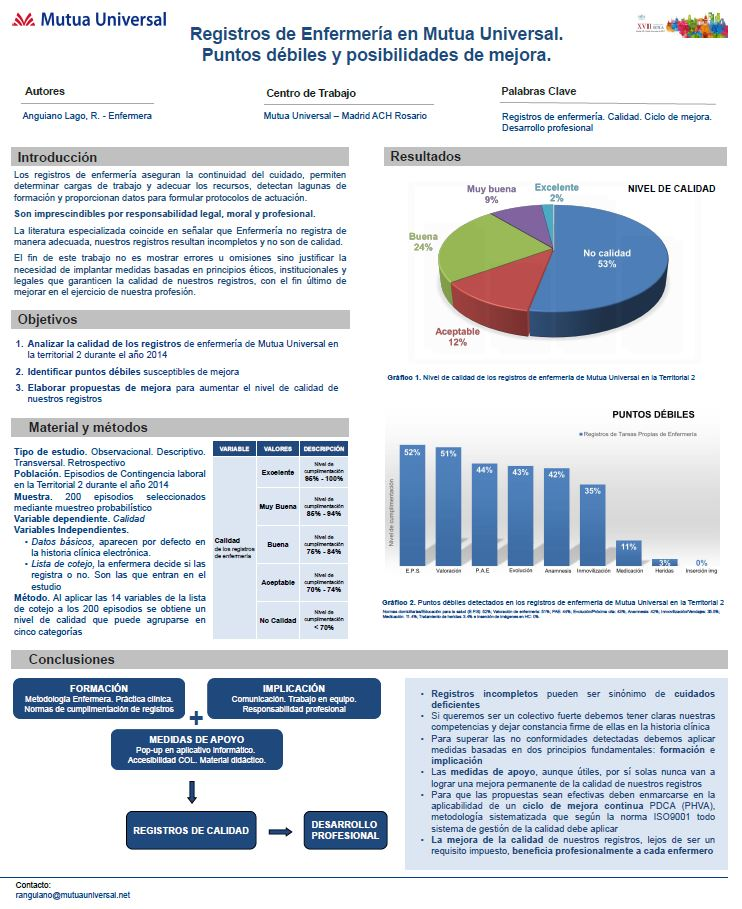 Mutua Universal
Registros de Enfermería en Mutua Universal.
Puntos débiles y posibilidades de mejora.
XVII
Autores
Anguiano Lago, R. - Enfermera
Centro de Trabajo
Mutua Universal – Madrid ACH Rosario
Palabras Clave
Registros de enfermería. Calidad. Ciclo de mejora.
Desarrollo profesional
Introducción
Los registros de enfermería aseguran la continuidad del cuidado, permiten
determinar cargas de trabajo y adecuar los recursos, detectan lagunas de
formación y proporcionan datos para formular protocolos de actuación.
Son imprescindibles por responsabilidad legal, moral y profesional.
La literatura especializada coincide en señalar que Enfermería no registra de
manera adecuada, nuestros registros resultan incompletos y no son de calidad.
El fin de este trabajo no es mostrar errores u omisiones sino justificar la
necesidad de implantar medidas basadas en principios éticos, institucionales y
legales que garanticen la calidad de nuestros registros, con el fin último de
mejorar en el ejercicio de nuestra profesión.
Objetivos
1. Analizar la calidad de los registros de enfermería de Mutua Universal en
la territorial 2 durante el año 2014
2. Identificar puntos débiles susceptibles de mejora
3. Elaborar propuestas de mejora para aumentar el nivel de calidad de
nuestros registros
Material y métodos
Tipo de estudio. Observacional. Descriptivo.
Transversal. Retrospectivo
Población. Episodios de Contingencia laboral
en la Territorial 2 durante el año 2014
Muestra. 200 episodios seleccionados
mediante muestreo probabilístico
Variable dependiente. Calidad
Variables Independientes.
• Datos básicos, aparecen por defecto en
la historia clínica electrónica.
• Lista de cotejo, la enfermera decide si las
registra o no. Son las que entran en el
estudio
Método. Al aplicar las 14 variables de la lista
de cotejo a los 200 episodios se obtiene un
nivel de calidad que puede agruparse en
cinco categorías
VARIABLE VALORES DESCRIPCIÓN
Calidad
de los registros
de enfermería
Excelente
Nivel de
cumplimentación
95% - 100%
Muy Buena
Nivel de
cumplimentación
85% - 94%
Buena
Nivel de
cumplimentación
75% - 84%
Aceptable
Nivel de
cumplimentación
70% - 74%
No Calidad
Nivel de
cumplimentación
< 70%
Resultados
NIVEL DE CALIDAD
Muy buena
9%
Excelente
2%
Buena
24%
No calidad
53%
Aceptable
12%
Gráfico 1. Nivel de calidad de los registros de enfermería de Mutua Universal en la Territorial 2
PUNTOS DÉBILES
Registros de Tareas Propias de Enfermería
Nivel de cumplimentación
52% 51% 44% 43% 42% 35% 11% 3% 0%
E.P.S. Valoración P.A.E Evolución Anamnesis Inmovilización Medicación Heridas Inserción img
Gráfico 2. Puntos débiles detectados en los registros de enfermería de Mutua Universal en la Territorial 2
Conclusiones
FORMACIÓN
Metodología Enfermera. Práctica clínica.
Normas de cumplimentación de registros
IMPLICACIÓN
Comunicación. Trabajo en equipo.
Responsabilidad profesional
+
MEDIDAS DE APOYO
Pop-up en aplicativo informático.
Accesibilidad COL. Material didáctico.
REGISTROS DE CALIDAD
DESARROLLO
PROFESIONAL
• Registros incompletos pueden ser sinónimo de cuidados
deficientes
• Si queremos ser un colectivo fuerte debemos tener claras nuestras
competencias y dejar constancia firme de ellas en la historia clínica
• Para superar las no conformidades detectadas debemos aplicar
medidas basadas en dos principios fundamentales: formación e
implicación
• Las medidas de apoyo, aunque útiles, por sí solas nunca van a
lograr una mejora permanente de la calidad de nuestros registros
• Para que las propuestas sean efectivas deben enmarcarse en la
aplicabilidad de un ciclo de mejora continua PDCA (PHVA),
metodología sistematizada que según la norma ISO9001 todo
sistema de gestión de la calidad debe aplicar
• La mejora de la calidad de nuestros registros, lejos de ser un
requisito impuesto, beneficia profesionalmente a cada enfermero
Contacto:
ranguiano@mutuauniversal.net